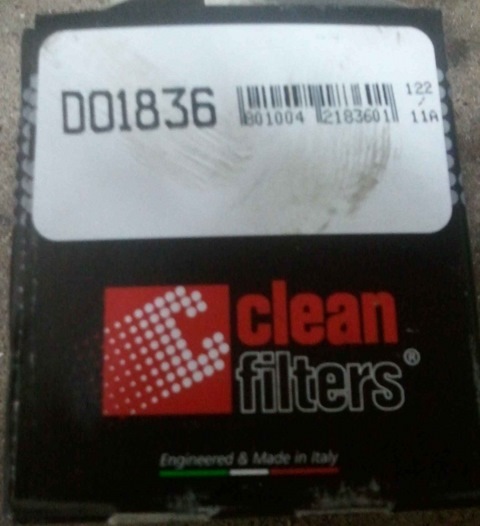 DO1836
801004 2183601
122
/
11A
clean
filters®
Engineered & Made in Italy